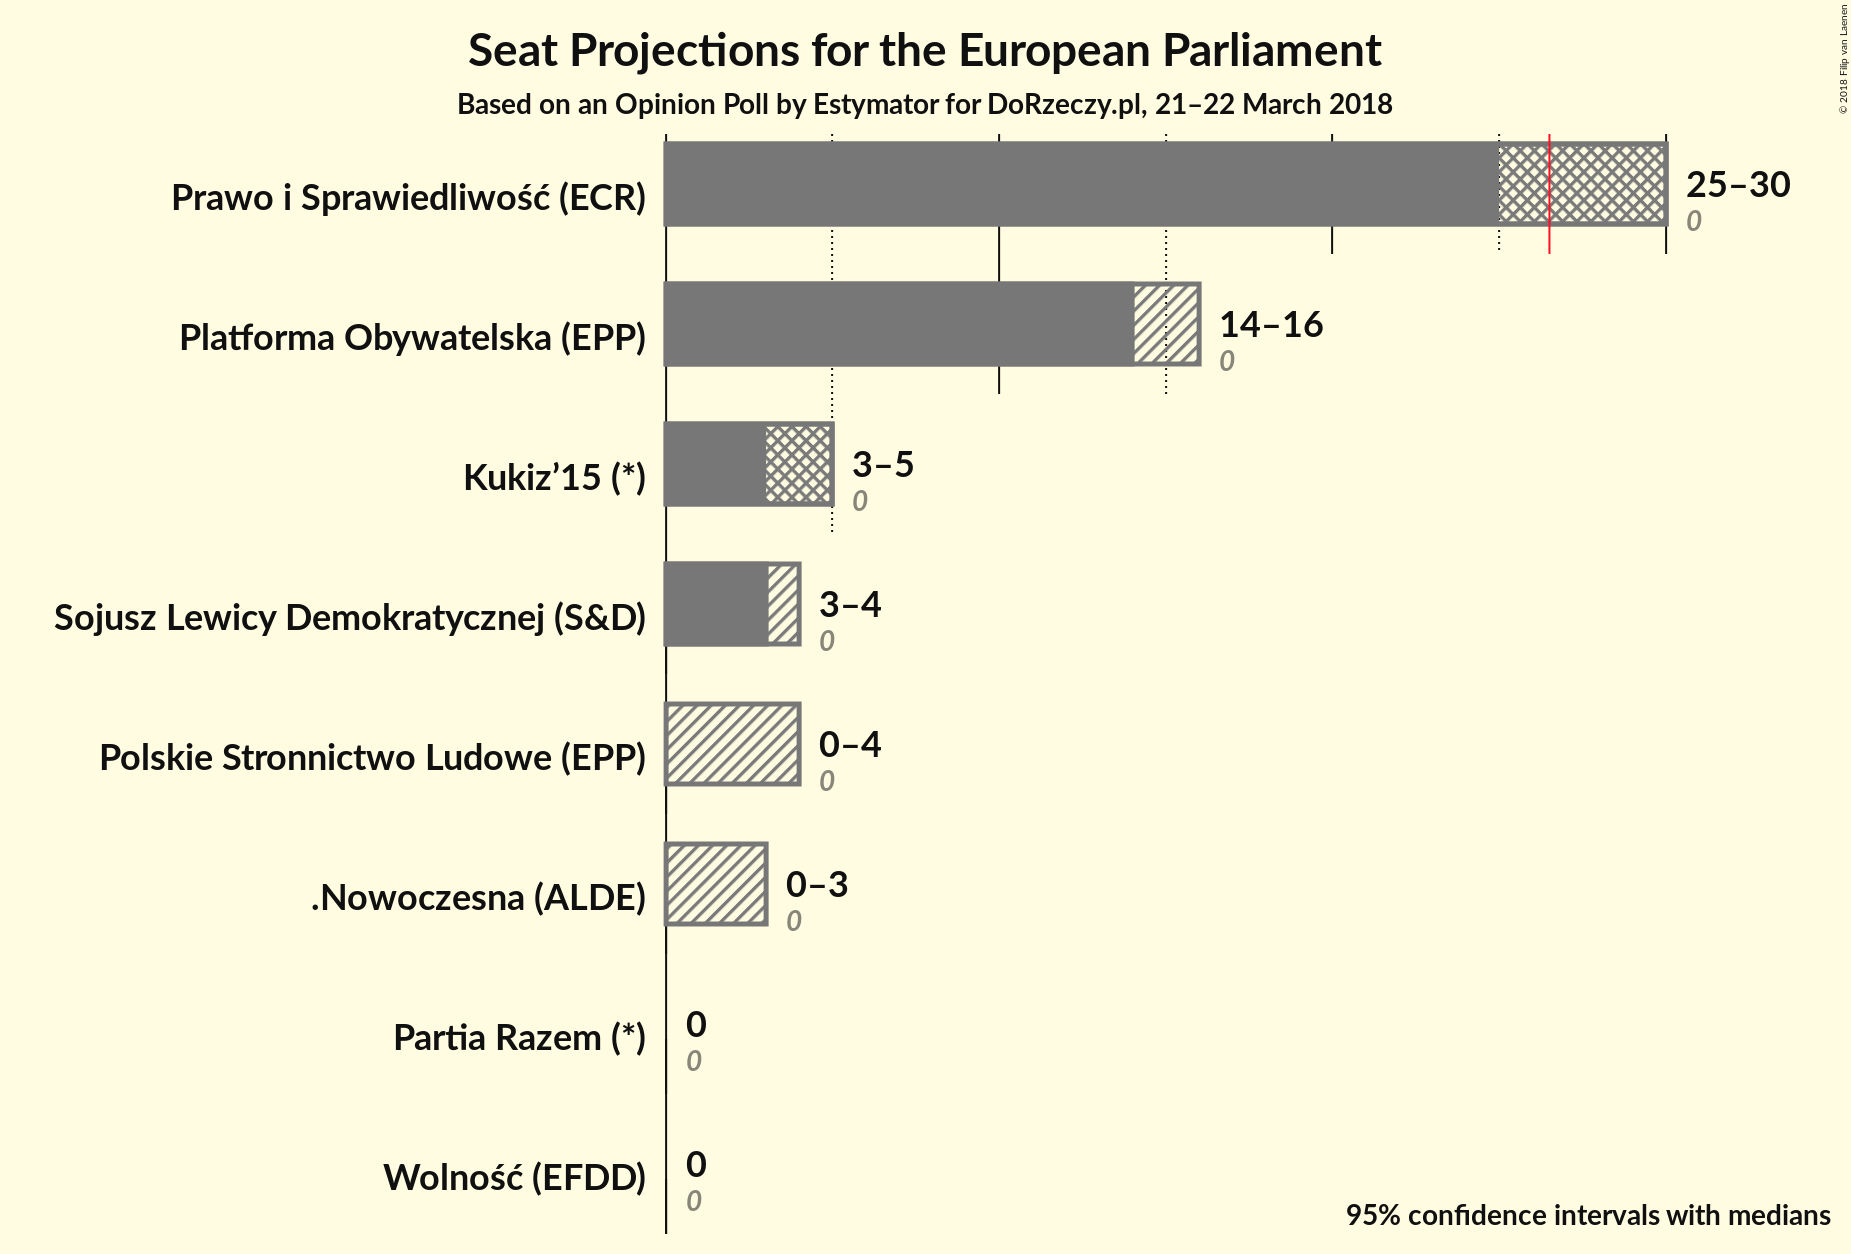 Seat Projections for the European Parliament
Based on an Opinion Poll by Estymator for DoRzeczy.pl, 21–22 March 2018
© 2018 Filip van Laenen
Prawo i Sprawiedliwość (ECR)
25–30
0
Platforma Obywatelska (EPP)
14–16
0
Kukiz’15 (*)
3–5
0
Sojusz Lewicy Demokratycznej (S&D)
3–4
0
Polskie Stronnictwo Ludowe (EPP)
0–4
0
.Nowoczesna (ALDE)
0–3
0
Partia Razem (*)
0
0
Wolność (EFDD)
0
0
95% confidence intervals with medians